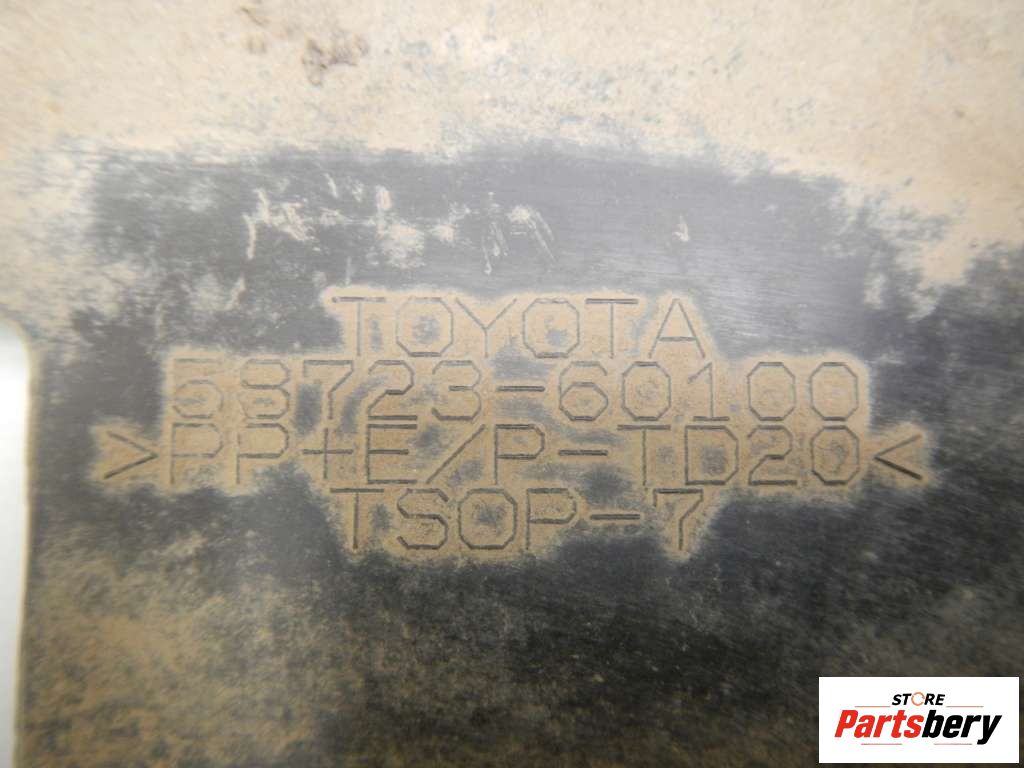 TOYOTA
58723-60100
>PP+E/P-TD20<
TSOP-7
STORE
Partsbery